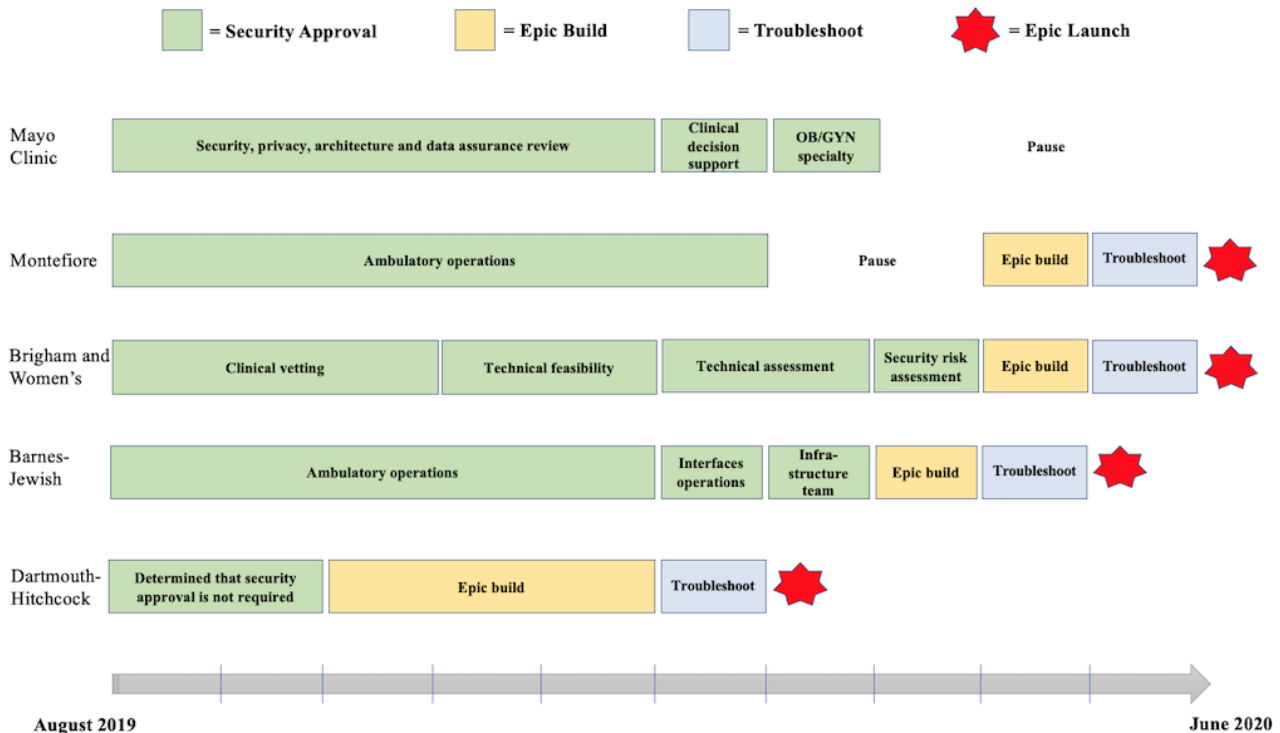 = Security Approval
= Epic Build
= Troubleshoot
= Epic Launch
Mayo
Clinic
Security, privacy, architecture and data assurance review
Clinical
decision
support
OB/GYN
specialty
Pause
Montefiore
Ambulatory operations
Pause
Epic build
Troubleshoot
Brigham and
Women's
Clinical vetting
Technical feasibility
Technical assessment
Security risk
assessment
Epic build
Troubleshoot
Barnes-
Jewish
Ambulatory operations
Interfaces
operations
Infra-
structure
team
Epic build
Troubleshoot
Dartmouth-
Hitchcock
Determined that security
approval is not required
Epic build
Troubleshoot
August 2019
June 2020